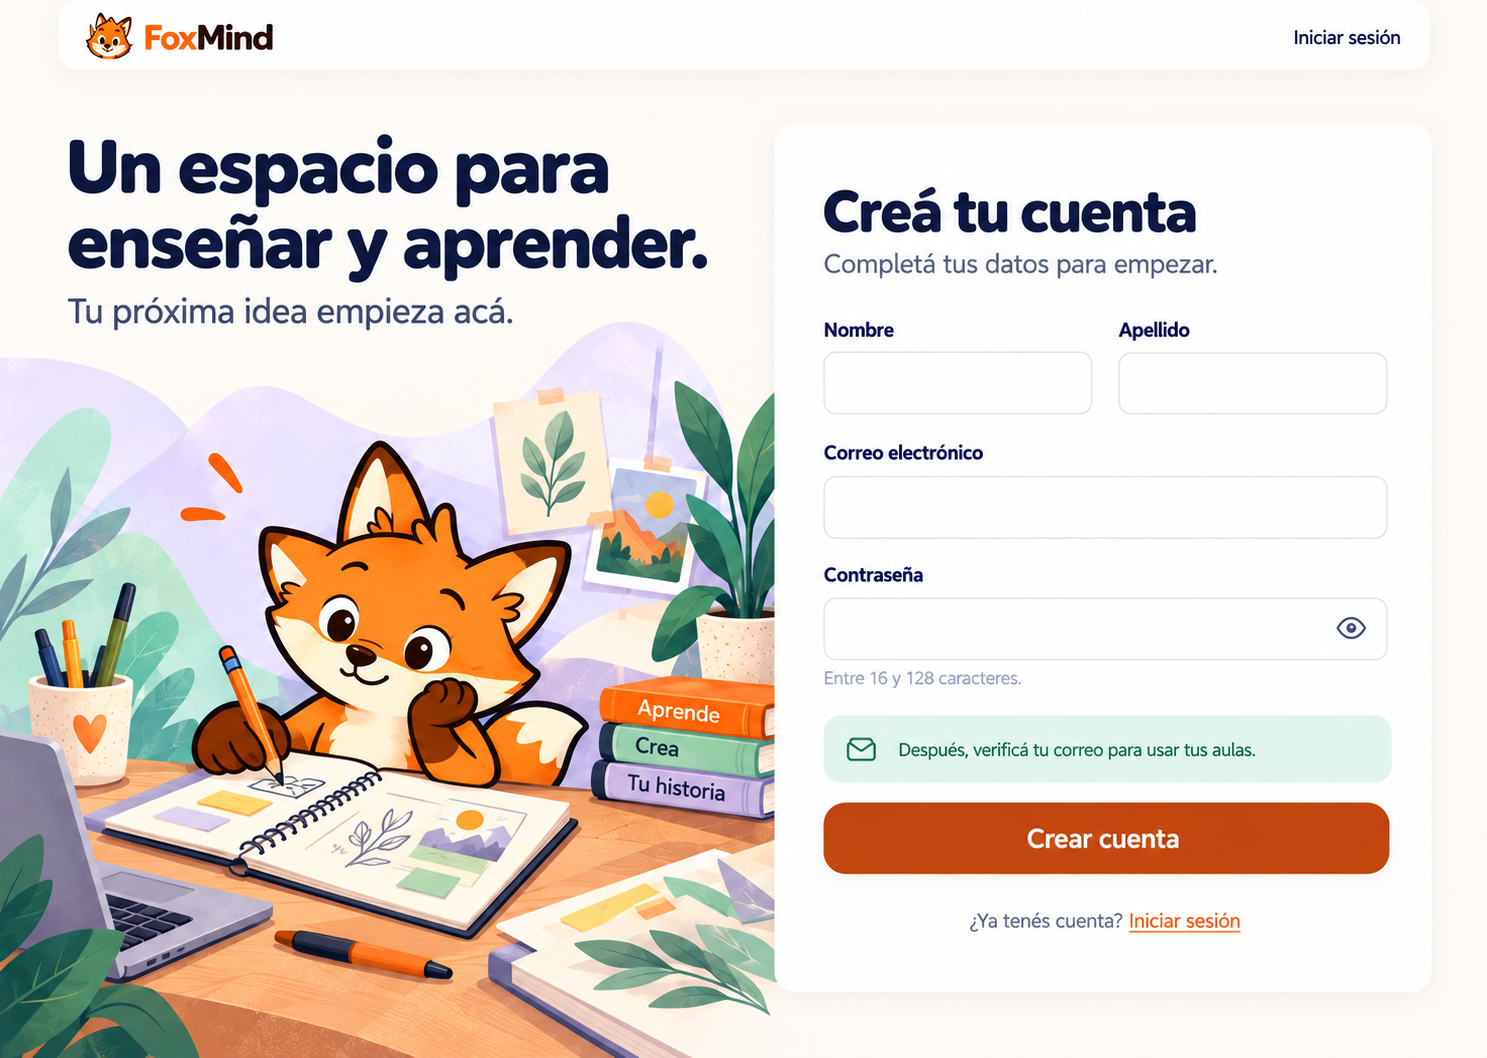 FoxMind
Iniciar sesión
Un espacio para
enseñar y aprender.
Tu próxima idea empieza acá.
Aprende
Crea
Tu historia
Creá tu cuenta
Completá tus datos para empezar.
Nombre
Apellido
Correo electrónico
Contraseña
Entre 16 y 128 caracteres.
Después, verificá tu correo para usar tus aulas.
Crear cuenta
¿Ya tenés cuenta? Iniciar sesión